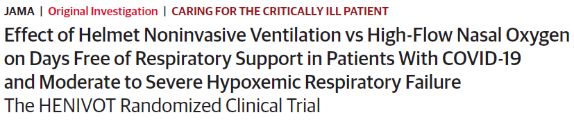 JAMA | Original Investigation | CARING FOR THE CRITICALLY ILL PATIENT
Effect of Helmet Noninvasive Ventilation vs High-Flow Nasal Oxygen
on Days Free of Respiratory Support in Patients With COVID-19
and Moderate to Severe Hypoxemic Respiratory Failure
The HENIVOT Randomized Clinical Trial